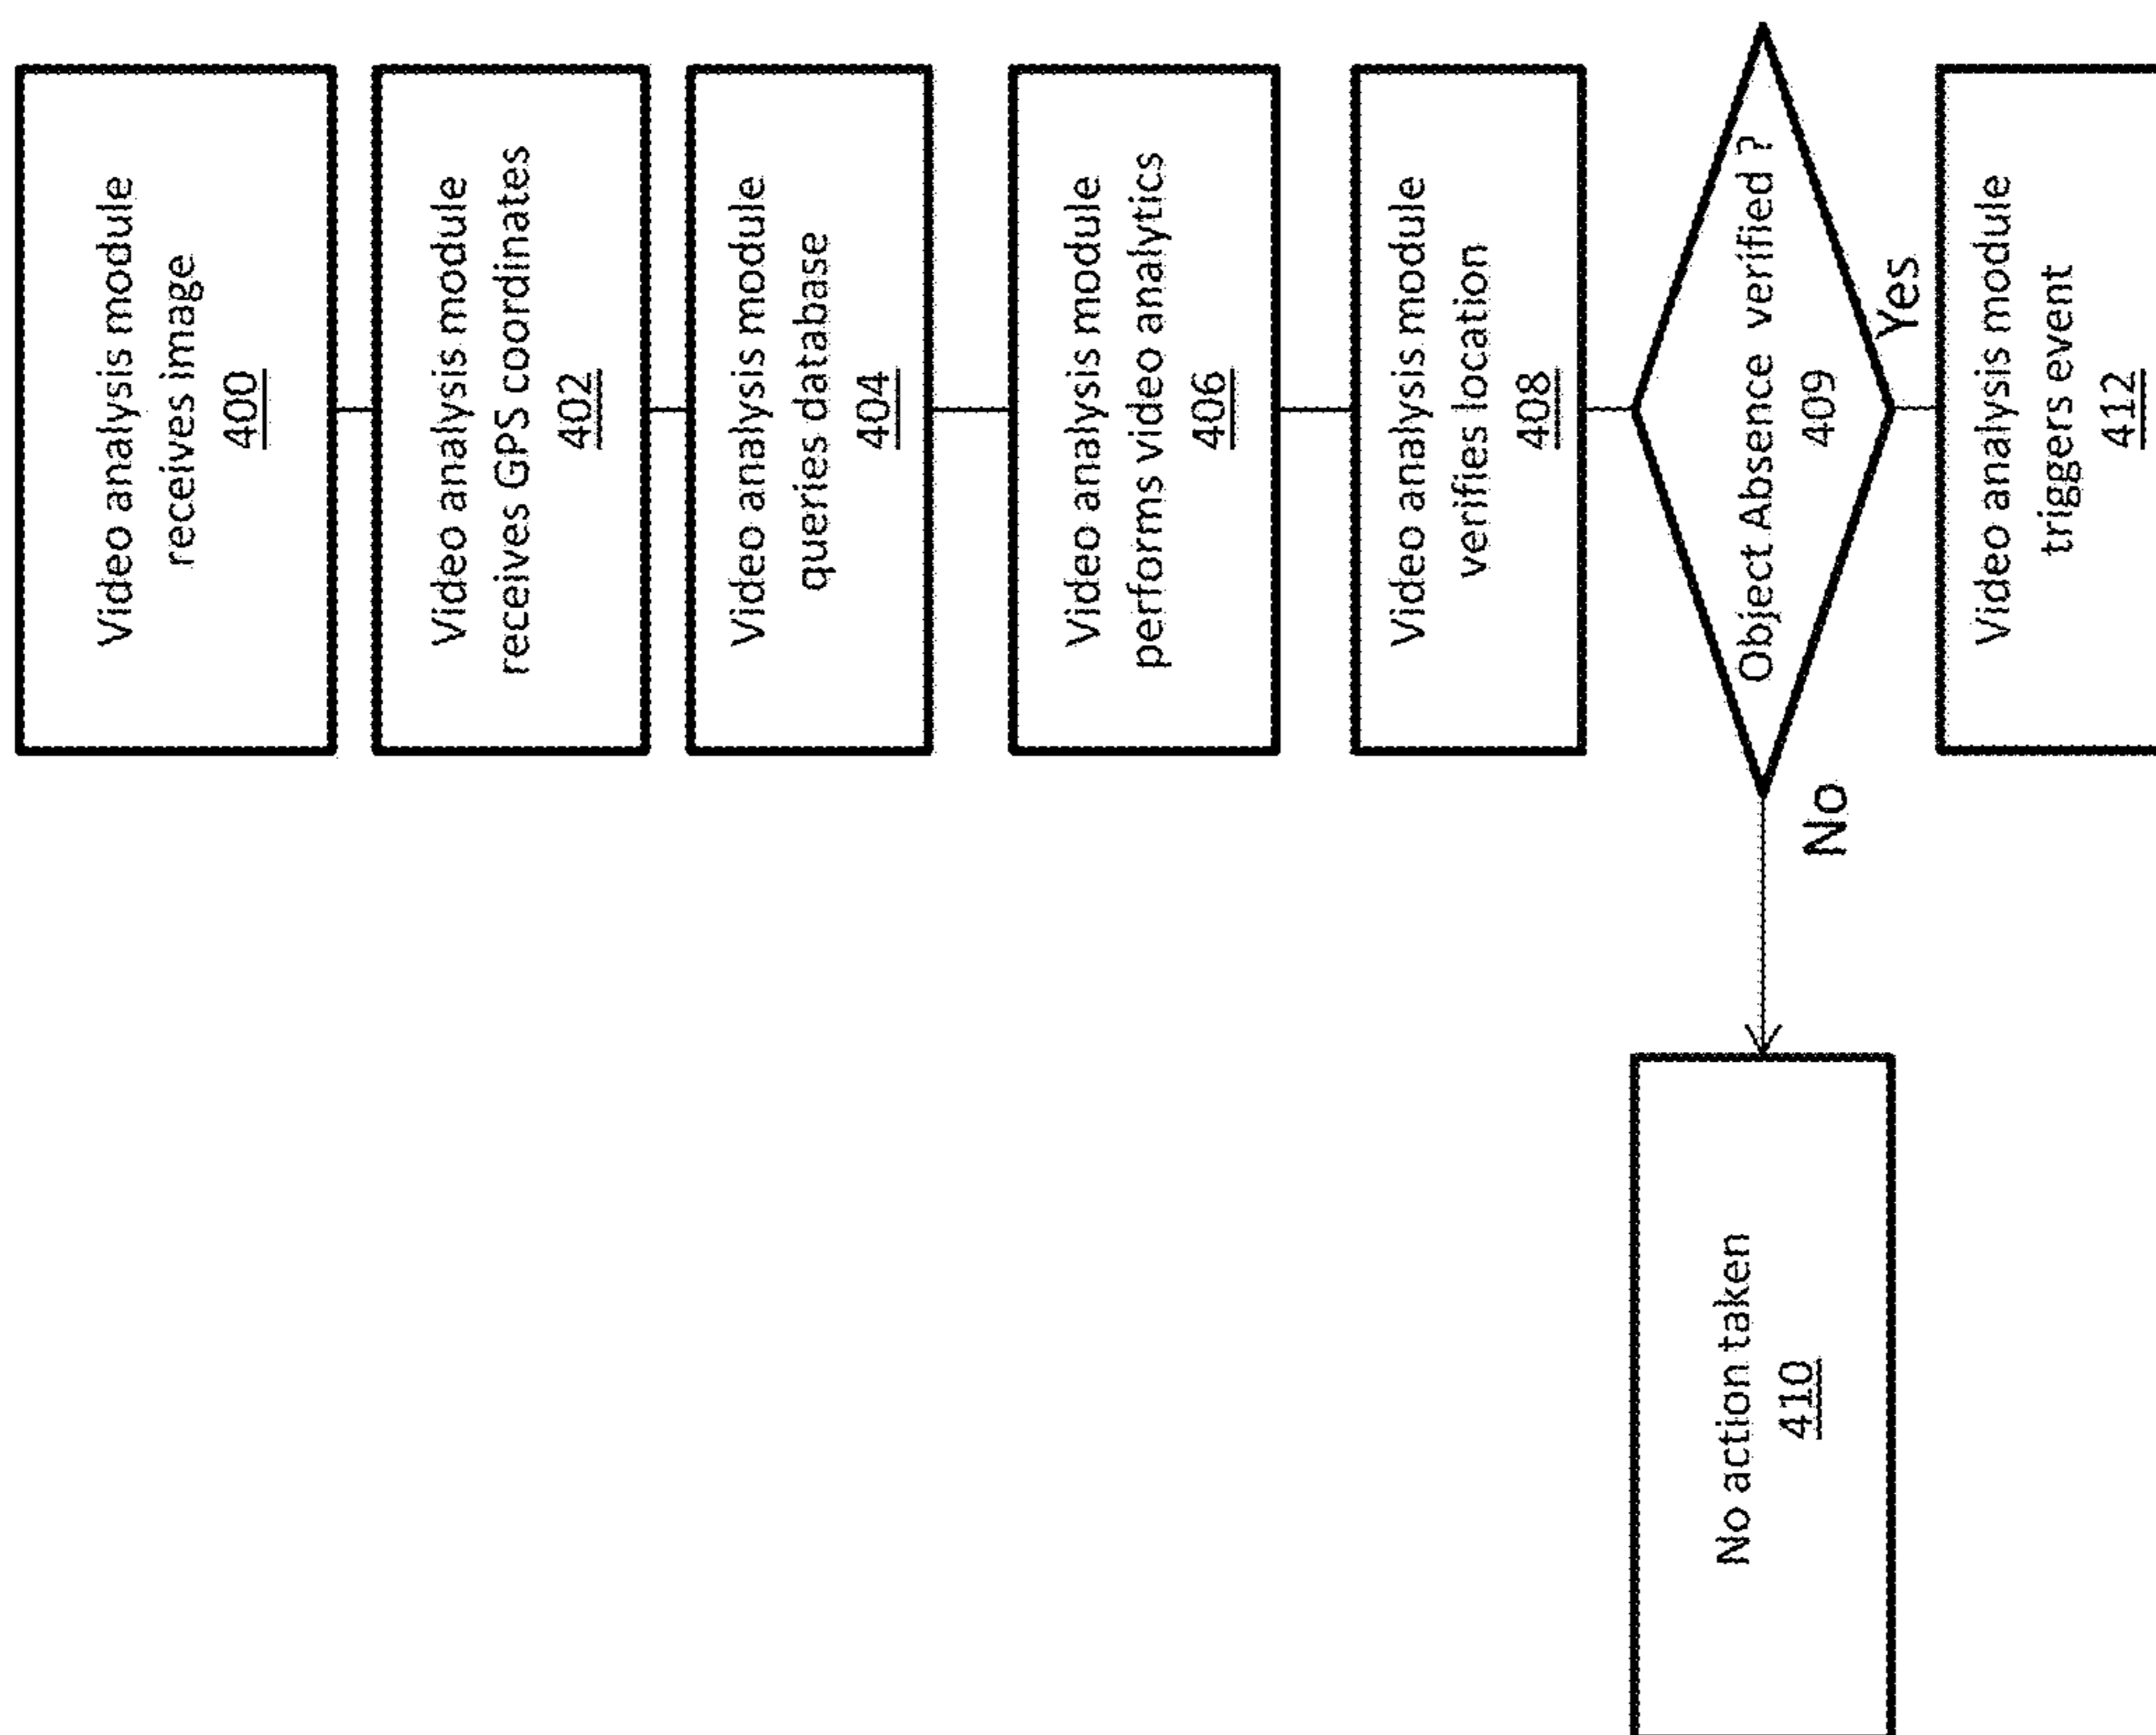 Video analysis module
receives image
400
Video analysis module
receives GPS coordinates
402
Video analysis module
queries database
404
Video analysis module
performs video analytics
406
Video analysis module
verifies location
408
Object Absence verified ?
409
No
Yes
No action taken
410
Video analysis module
triggers event
412